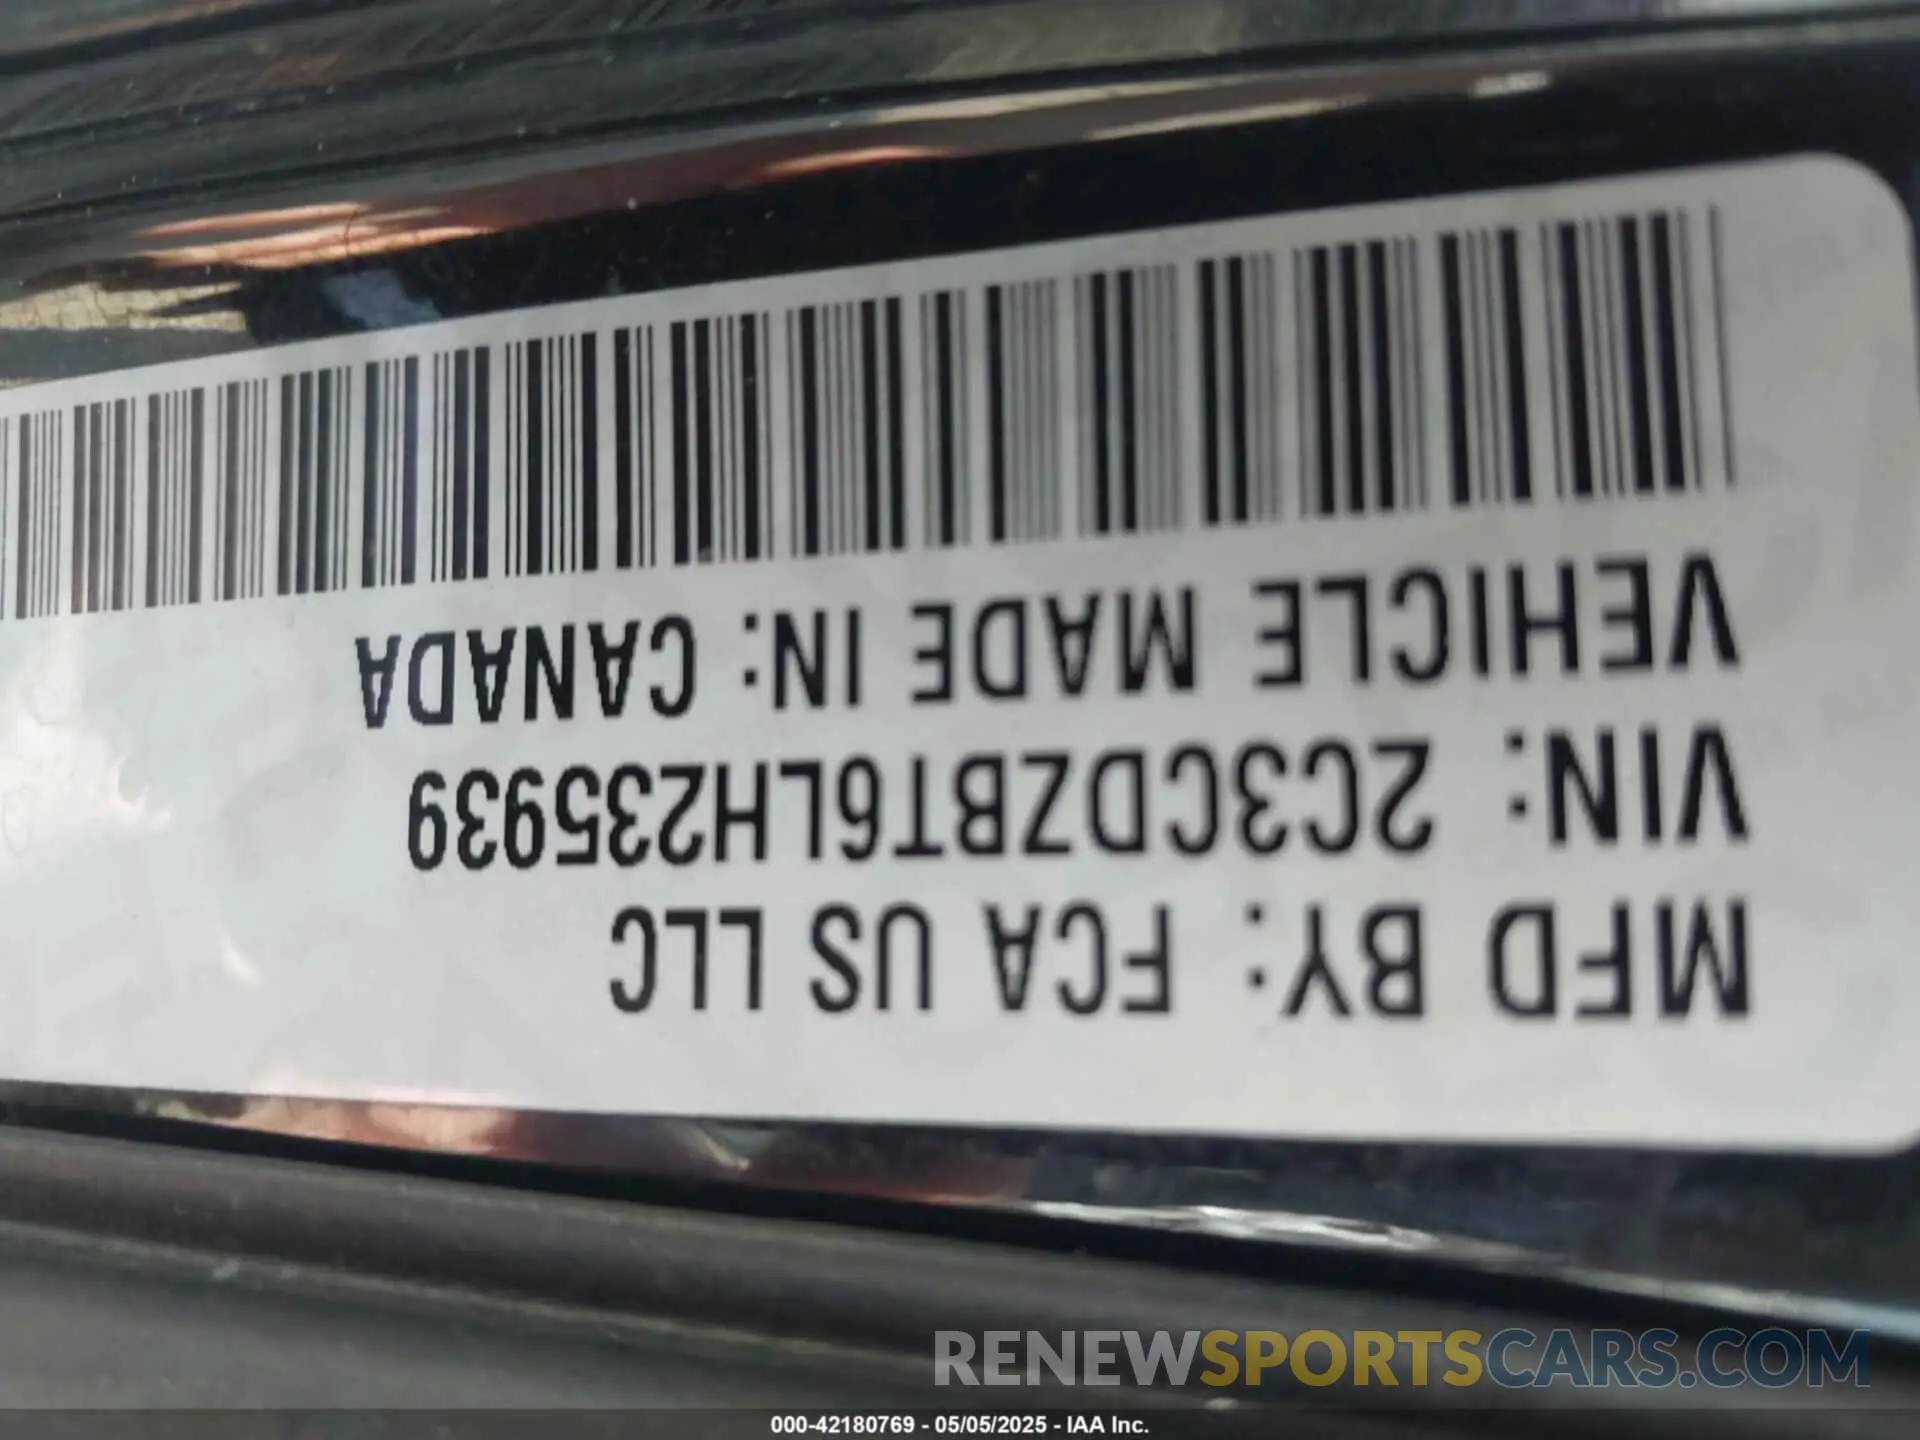 MFD BY: FCA US LLC
VIN: 2C3CDZBT6LH235939
VEHICLE MADE IN: CANADA
RENEWSPORTSCARS.COM
000-42180769 - 05/05/2025 - IAA Inc.